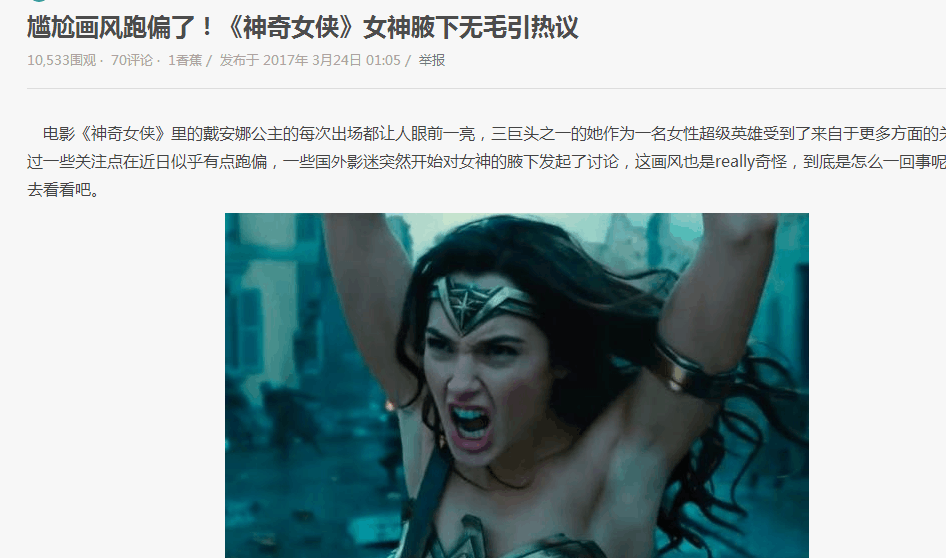 尴尬画风跑偏了！《神奇女侠》女神腋下无毛引热议
10,533围观 · 70评论 · 1香蕉 / 发布于 2017年 3月24日 01:05 / 举报
电影《神奇女侠》里的戴安娜公主的每次出场都让人眼前一亮，三巨头之一的她作为一名女性超级英雄受到了来自于更多方面的关
过一些关注点在近日似乎有点跑偏，一些国外影迷突然开始对女神的腋下发起了讨论，这画风也是really奇怪，到底是怎么一回事呢
去看看吧。